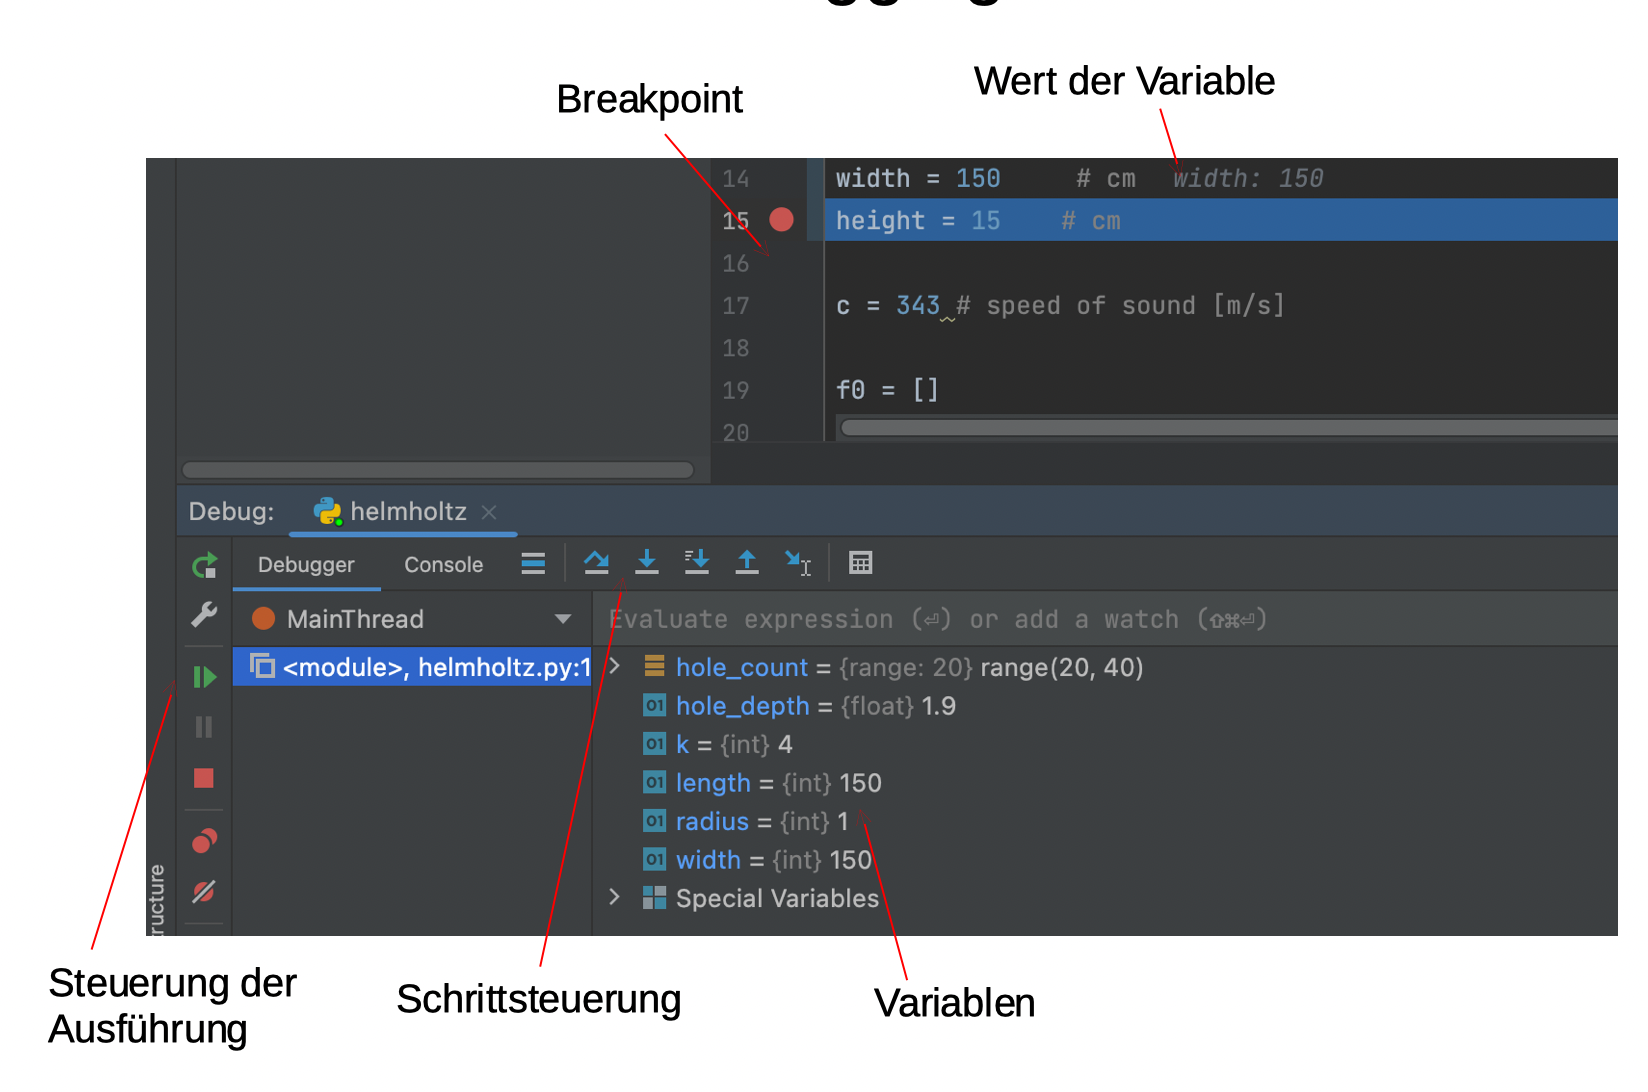 Breakpoint
Wert der Variable
14 width = 150 # cm width: 150
15 height = 15 # cm
16
17 c = 343 # speed of sound [m/s]
18
19 f0 = []
20
Debug: helmholtz
Debugger Console
MainThread
Evaluate expression (⏎) or add a watch (⇧⌘⏎)
<module>, helmholtz.py:1
hole_count = {range: 20} range(20, 40)
hole_depth = {float} 1.9
k = {int} 4
length = {int} 150
radius = {int} 1
width = {int} 150
Special Variables
ructure
Steuerung der
Ausführung
Schrittsteuerung
Variablen